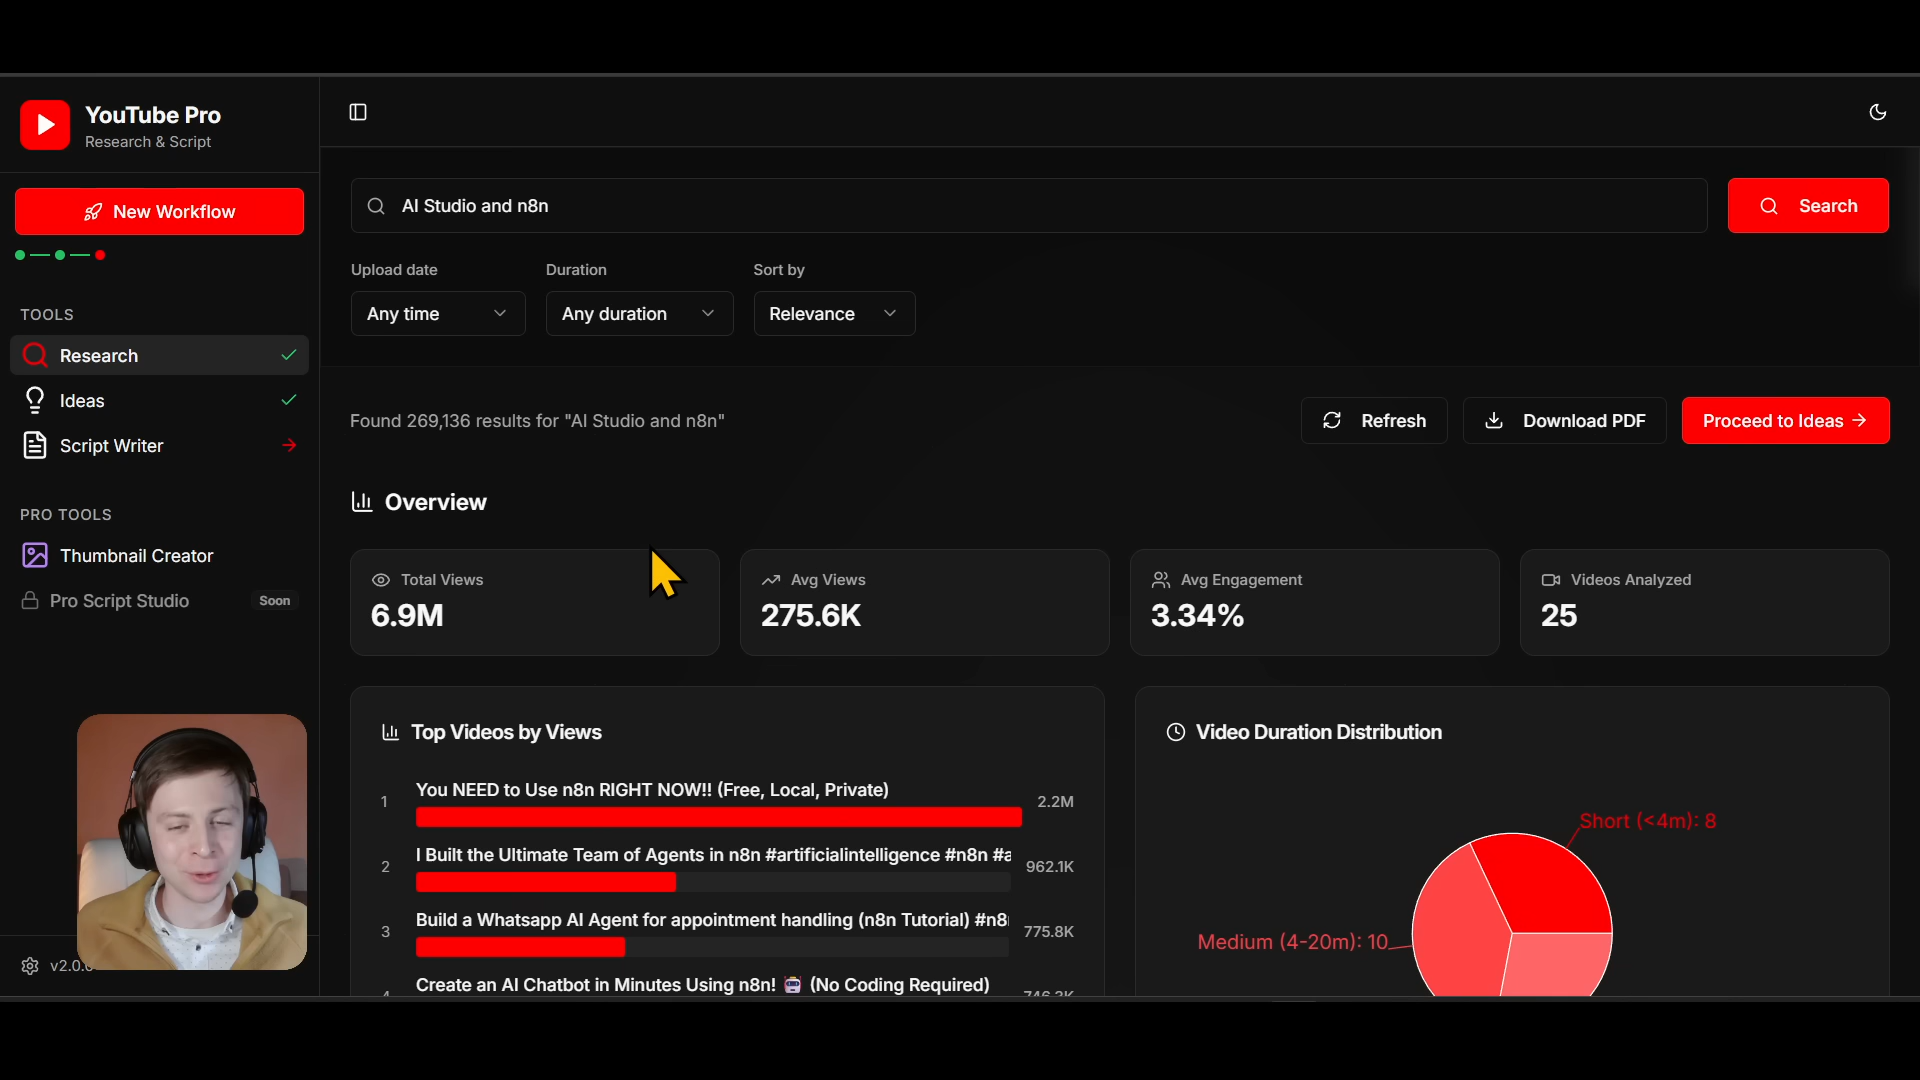 YouTube Pro
Research & Script
New Workflow
TOOLS
Research
Ideas
Script Writer
PRO TOOLS
Thumbnail Creator
Pro Script Studio Soon
v2.0.
AI Studio and n8n
Search
Upload date Duration Sort by
Any time Any duration Relevance
Found 269,136 results for "AI Studio and n8n"
Refresh Download PDF Proceed to Ideas →
Overview
Total Views
6.9M
Avg Views
275.6K
Avg Engagement
3.34%
Videos Analyzed
25
Top Videos by Views
1 You NEED to Use n8n RIGHT NOW!! (Free, Local, Private) 2.2M
2 I Built the Ultimate Team of Agents in n8n #artificialintelligence #n8n #a 962.1K
3 Build a Whatsapp AI Agent for appointment handling (n8n Tutorial) #n8 775.8K
Create an AI Chatbot in Minutes Using n8n! 🤖 (No Coding Required)
Video Duration Distribution
Short (<4m): 8
Medium (4-20m): 10